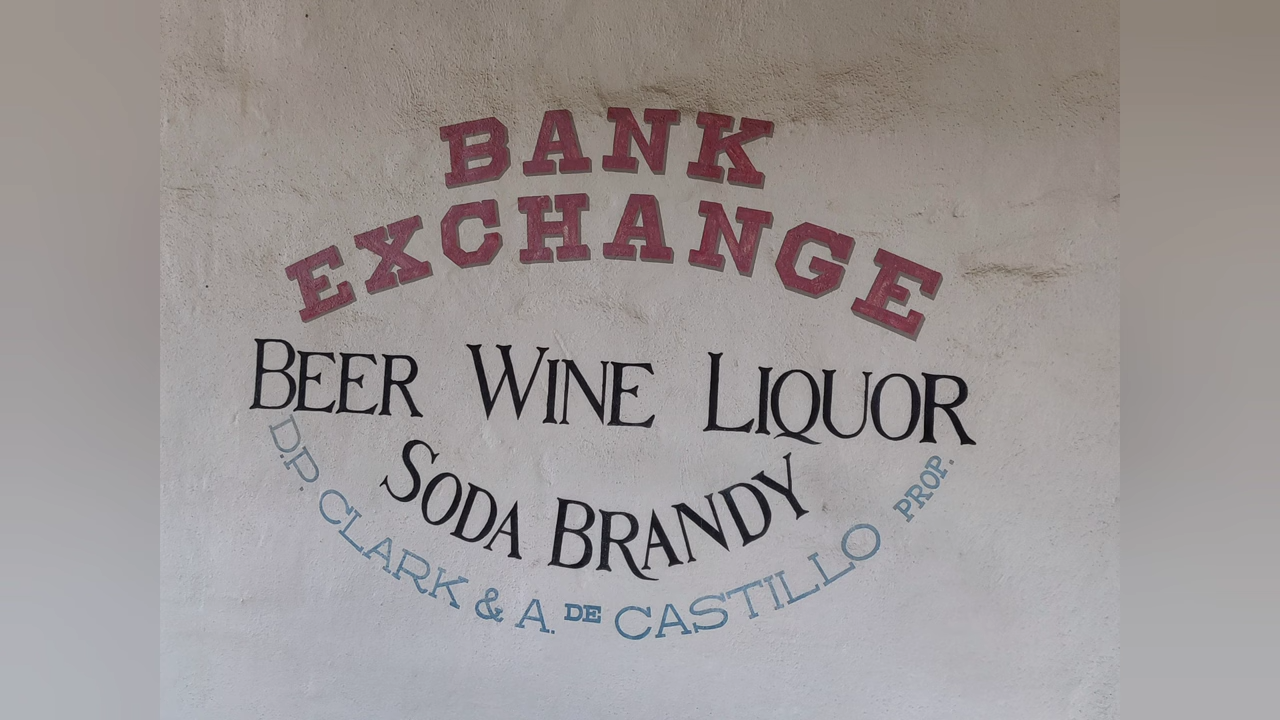 BANK
EXCHANGE
BEER WINE LIQUOR
SODA BRANDY
D.P. CLARK & A. DE CASTILLO PROP.